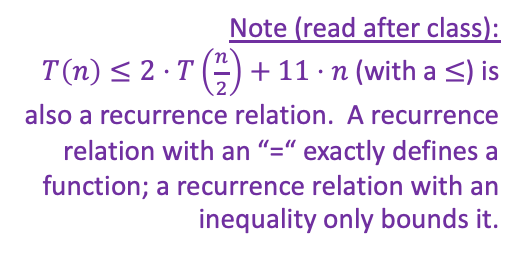 Note (read after class):
T(n) ≤ 2 · T(n/2) + 11 · n (with a ≤) is
also a recurrence relation.  A recurrence
relation with an “=“ exactly defines a
function; a recurrence relation with an
inequality only bounds it.